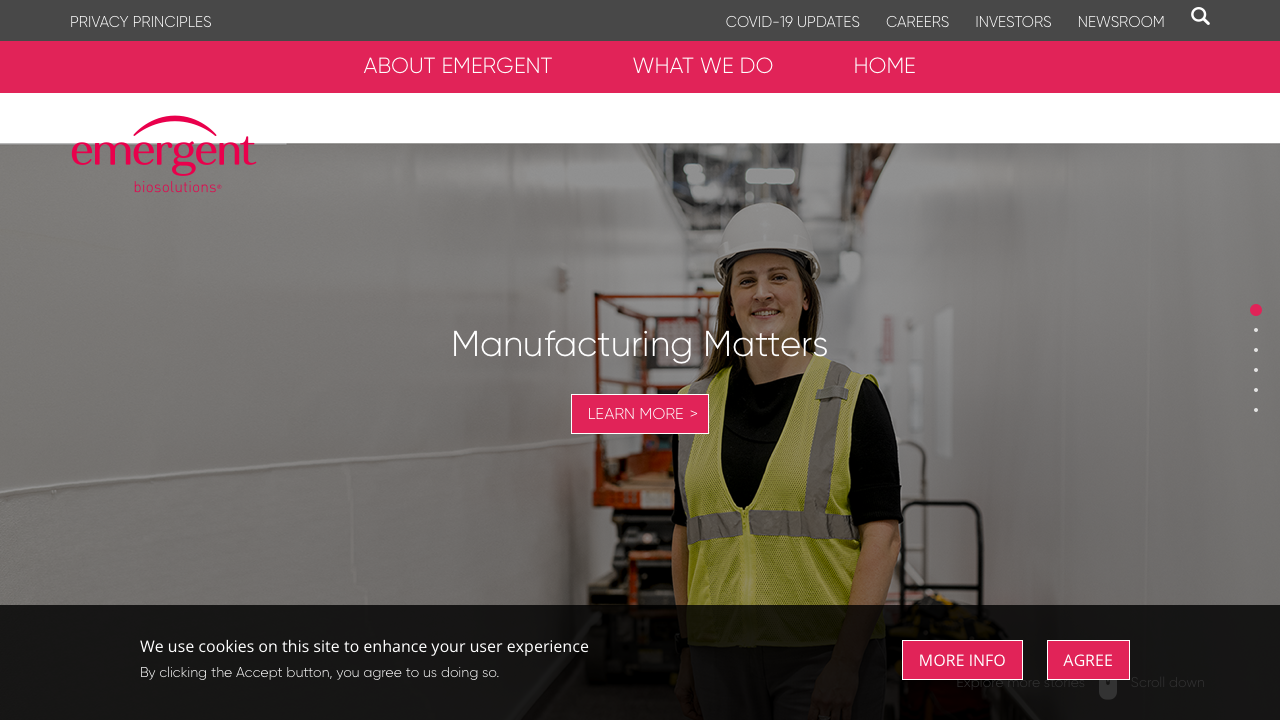 PRIVACY PRINCIPLES
COVID-19 UPDATES CAREERS INVESTORS NEWSROOM
ABOUT EMERGENT WHAT WE DO HOME
emergent
biosolutions®
Manufacturing Matters
LEARN MORE >
We use cookies on this site to enhance your user experience
By clicking the Accept button, you agree to us doing so.
MORE INFO AGREE
Explore more stories Scroll down